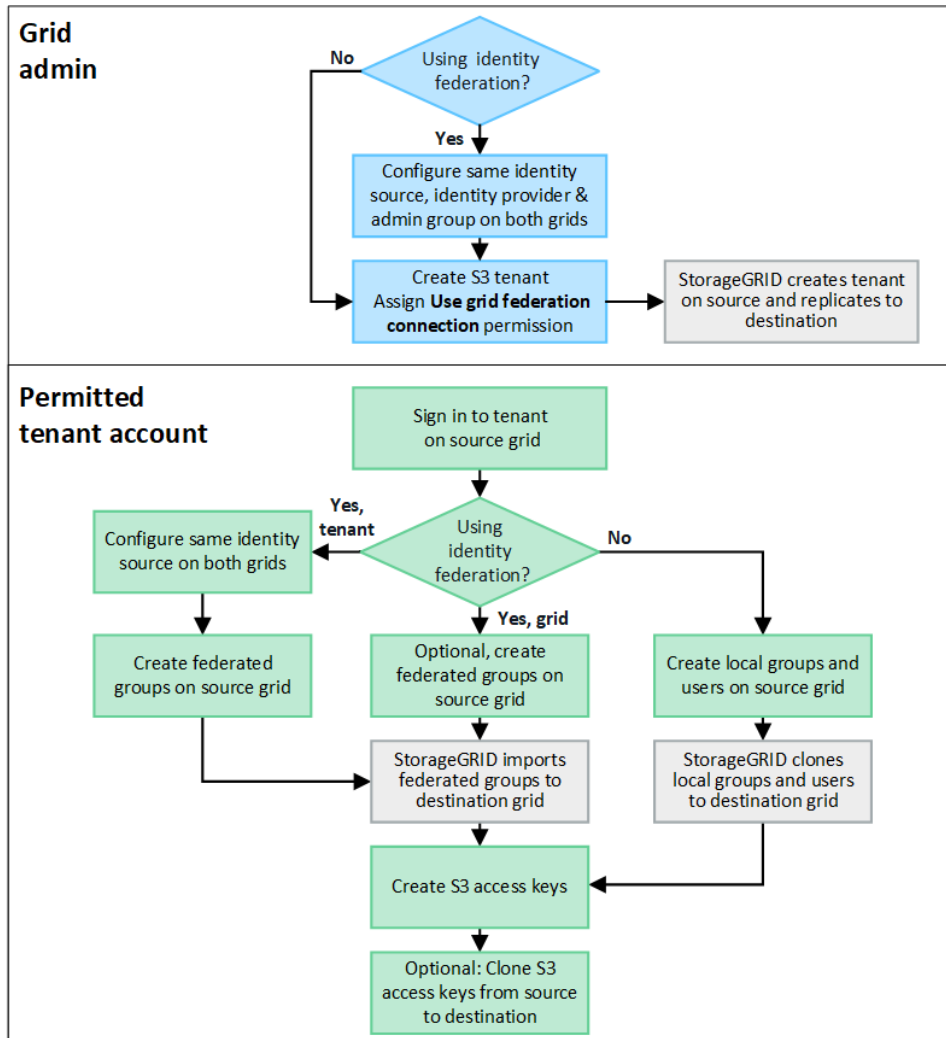 Grid
admin
No
Using identity
federation?
Yes
Configure same identity
source, identity provider &
admin group on both grids
Create S3 tenant
Assign Use grid federation
connection permission
StorageGRID creates tenant
on source and replicates to
destination
Permitted
tenant account
Sign in to tenant
on source grid
Yes,
tenant
Using
identity
federation?
No
Configure same identity
source on both grids
Yes, grid
Create federated
groups on source grid
Optional, create
federated groups on
source grid
Create local groups and
users on source grid
StorageGRID imports
federated groups to
destination grid
StorageGRID clones
local groups and users
to destination grid
Create S3 access keys
Optional: Clone S3
access keys from source
to destination